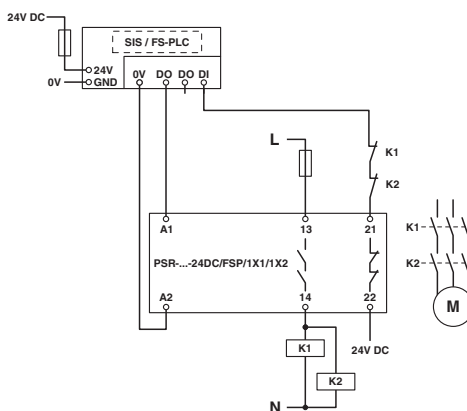 24V DC
SIS / FS-PLC
24V
0V
GND
0V DO DO DI
K1
L
K2
A1 13 21
K1
PSR-...-24DC/FSP/1X1/1X2
K2
A2 14 22
M
K1
24V DC
K2
N